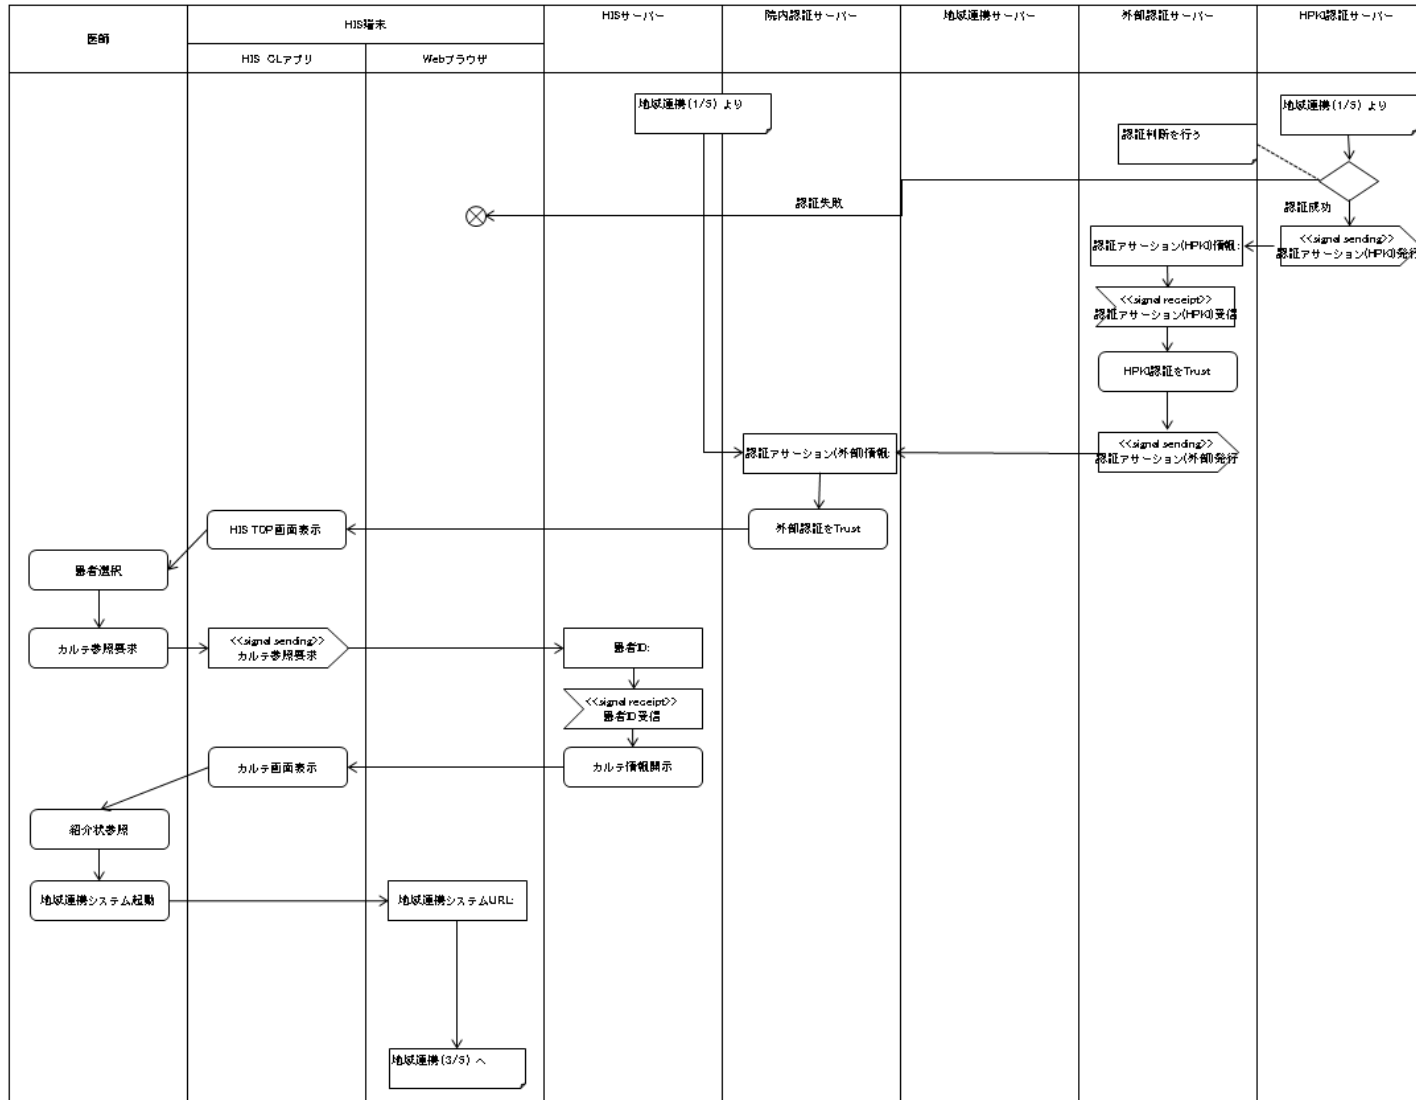 医師
HIS端末
HIS CLアプリ
Webブラウザ
HISサーバー
院内認証サーバー
地域連携サーバー
外部認証サーバー
HPKI認証サーバー
地域連携(1/5) より
地域連携(1/5) より
認証判断を行う
認証失敗
認証成功
<<signal sending>>
認証アサーション(HPKI)発行
認証アサーション(HPKI)情報:
<<signal receipt>>
認証アサーション(HPKI)受信
HPKI認証をTrust
<<signal sending>>
認証アサーション(外部)発行
認証アサーション(外部)情報:
外部認証をTrust
HIS TOP画面表示
患者選択
カルテ参照要求
<<signal sending>>
カルテ参照要求
患者ID:
<<signal receipt>>
患者ID受信
カルテ情報開示
カルテ画面表示
紹介状参照
地域連携システム起動
地域連携システムURL:
地域連携(3/5) へ